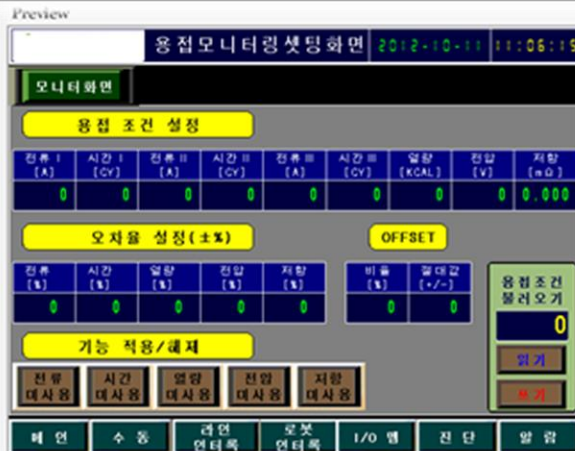 Preview
용접모니터링셋팅화면 2012-10-11 11:06:19
모니터화면
용접 조건 설정
전류 I [A] 시간 I [CY] 전류 II [A] 시간 II [CY] 전류 III [A] 시간 III [CY] 열량 [KCAL] 전압 [V] 저항 [mΩ]
0 0 0 0 0 0 0 0 0.000
오차율 설정(±%) OFFSET
전류 [%] 시간 [%] 열량 [%] 전압 [%] 저항 [%] 비율 [%] 절대값 [+/-]
0 0 0 0 0 0 0
용접조건
불러오기
0
읽기
쓰기
기능 적용/해제
전류 미사용 시간 미사용 열량 미사용 전압 미사용 저항 미사용
메인 수동 라인 인터록 로봇 인터록 I/O 맵 진단 알람